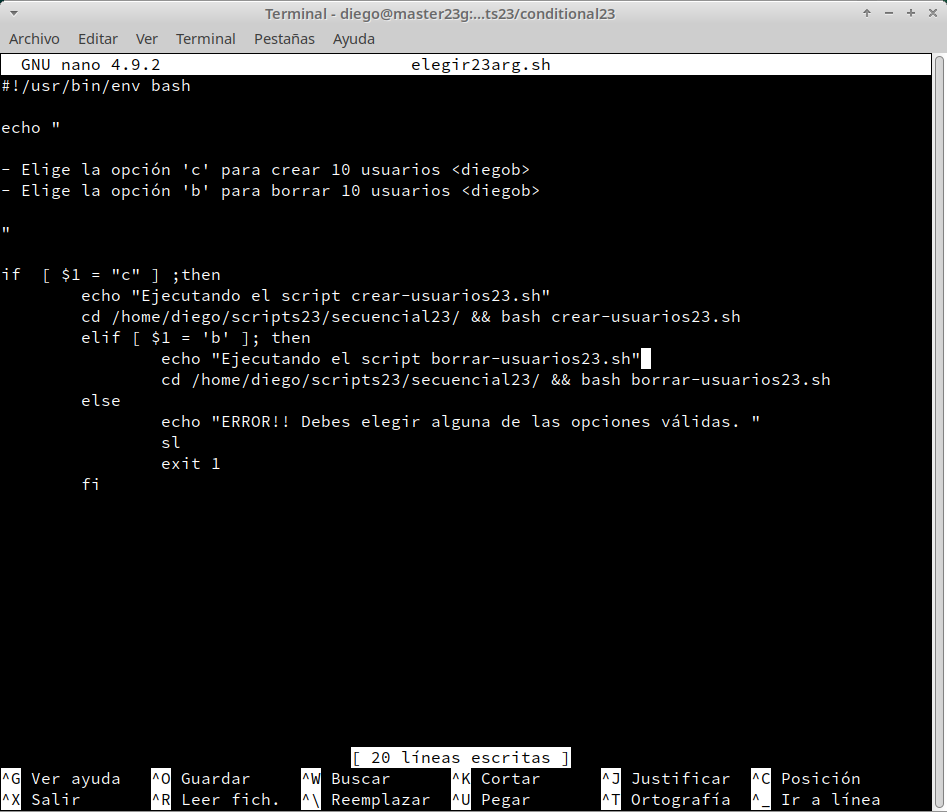 Terminal - diego@master23g:...ts23/conditional23
Archivo Editar Ver Terminal Pestañas Ayuda
GNU nano 4.9.2 elegir23arg.sh
#!/usr/bin/env bash
echo "
- Elige la opción 'c' para crear 10 usuarios <diegob>
- Elige la opción 'b' para borrar 10 usuarios <diegob>
"
if [ $1 = "c" ] ;then
echo "Ejecutando el script crear-usuarios23.sh"
cd /home/diego/scripts23/secuencial23/ && bash crear-usuarios23.sh
elif [ $1 = 'b' ]; then
echo "Ejecutando el script borrar-usuarios23.sh"
cd /home/diego/scripts23/secuencial23/ && bash borrar-usuarios23.sh
else
echo "ERROR!! Debes elegir alguna de las opciones válidas. "
sl
exit 1
fi
[ 20 líneas escritas ]
^G Ver ayuda ^O Guardar ^W Buscar ^K Cortar ^J Justificar ^C Posición
^X Salir ^R Leer fich. ^\ Reemplazar ^U Pegar ^T Ortografía ^_ Ir a línea